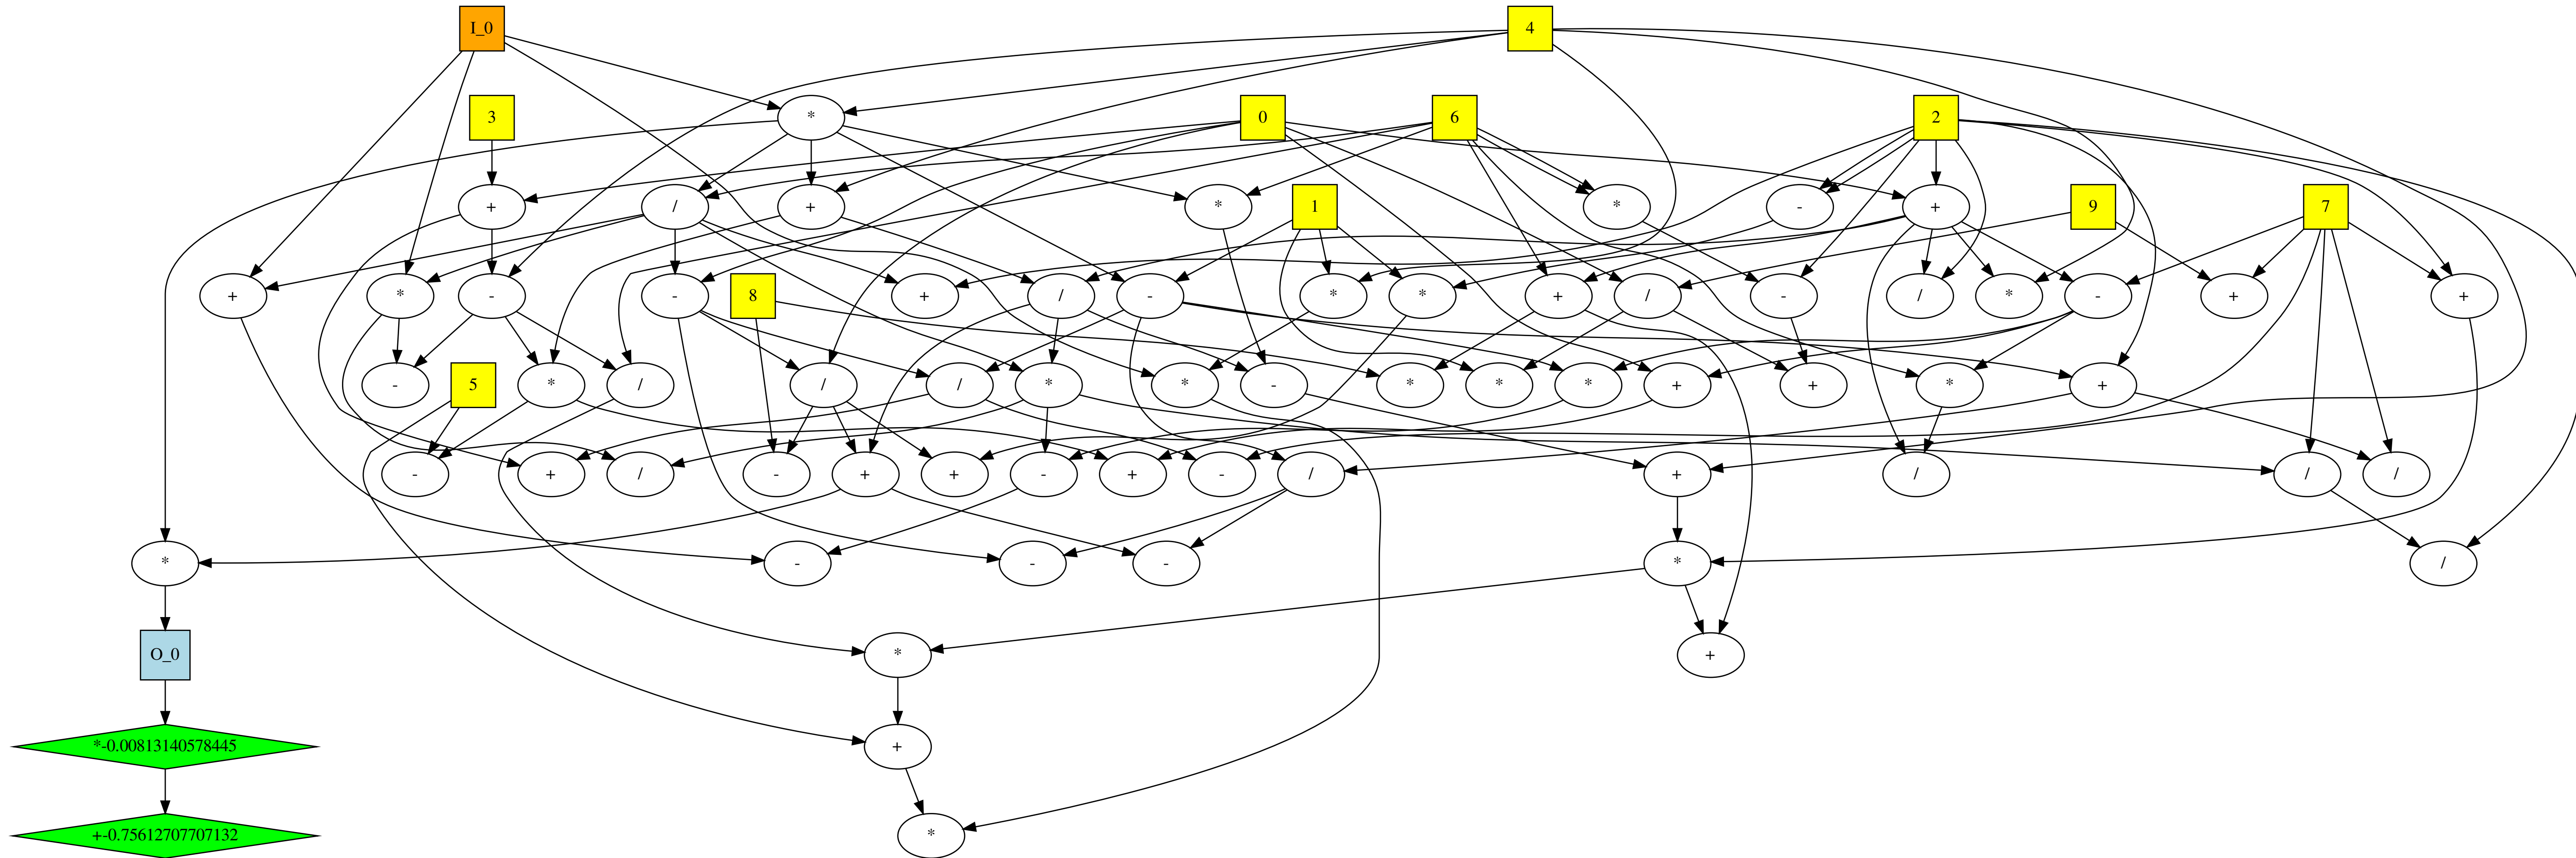 I_0 4
3 * 0 6 2
+ / + * 1 * - + 9 7
+ * - - 8 + / - * * + / - / * - + +
- 5 * / / / * * - * * * + + * +
- + / - + + - + - / + / / /
* - - - * /
O_0 * +
*-0.00813140578445 +
+-0.75612707707132 *